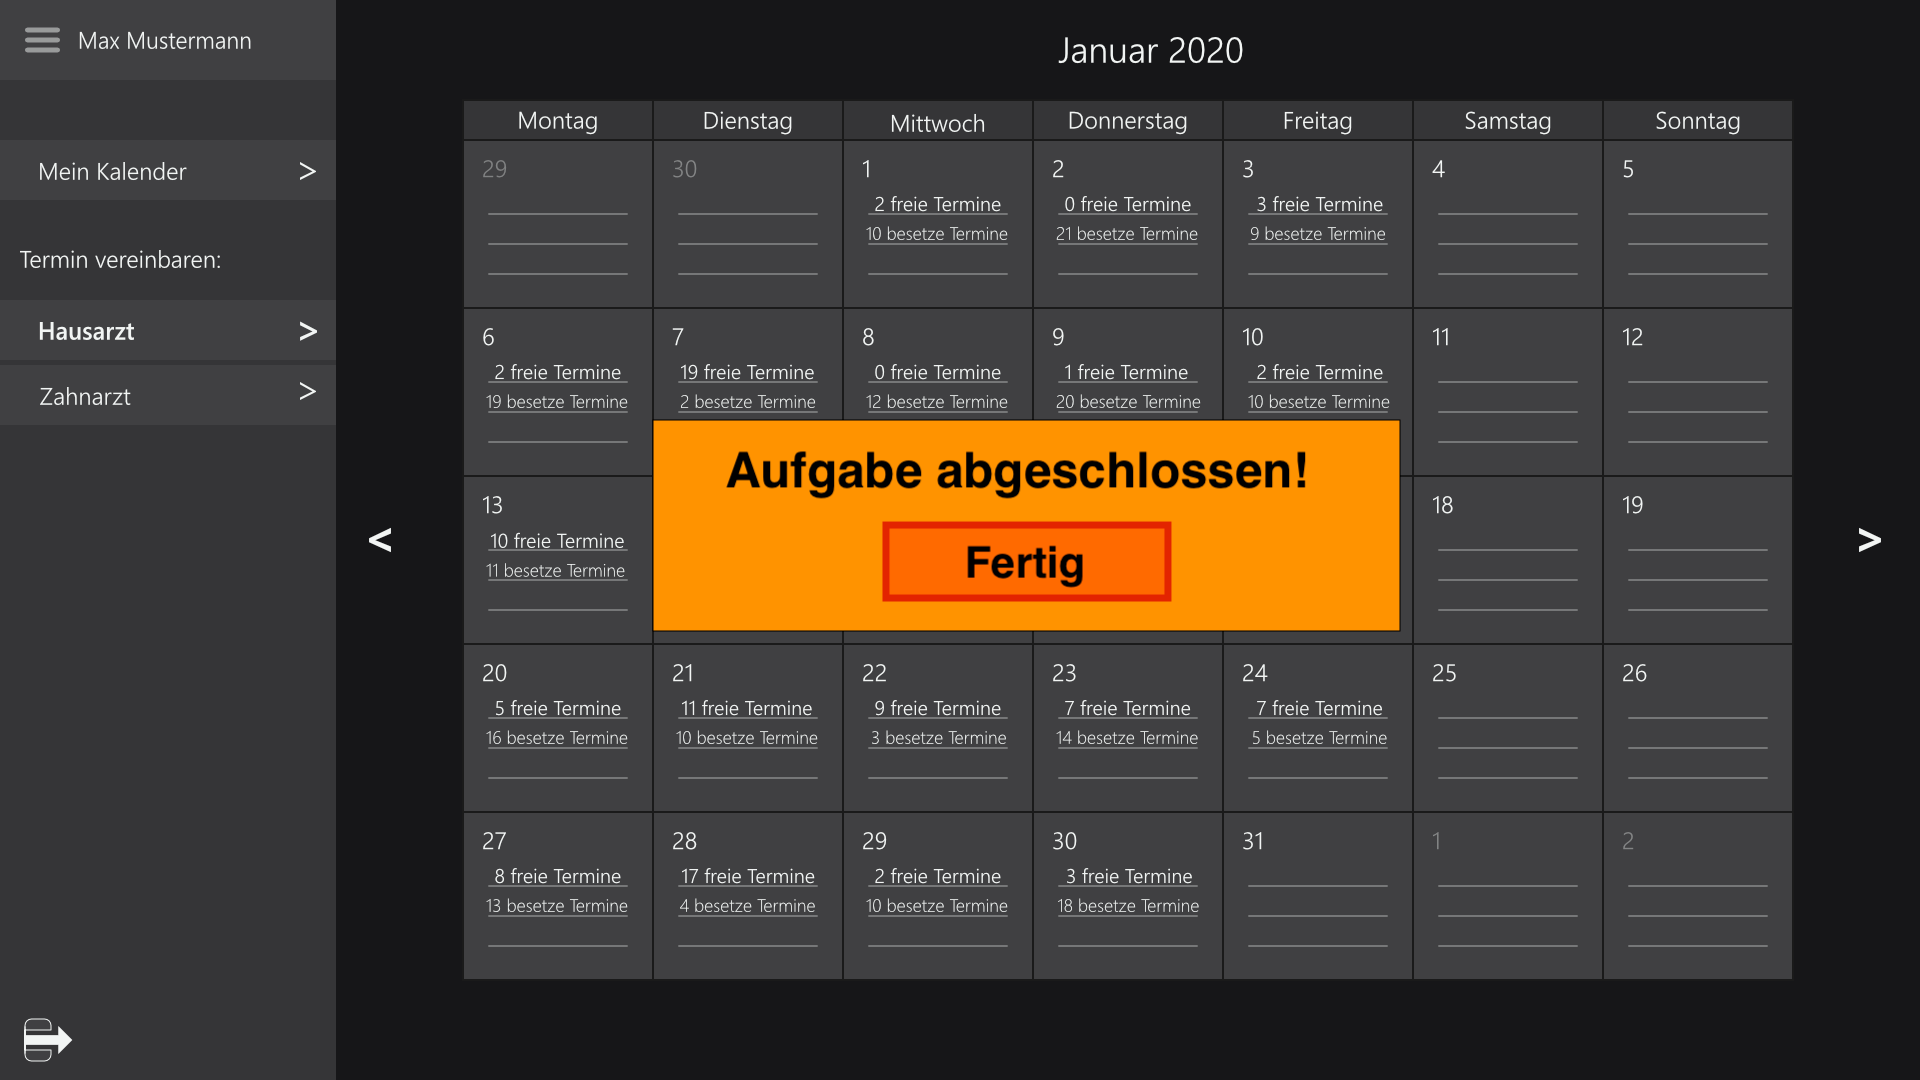 Max Mustermann
Mein Kalender >
Termin vereinbaren:
Hausarzt >
Zahnarzt >
Januar 2020
< >
Montag Dienstag Mittwoch Donnerstag Freitag Samstag Sonntag
29 30 1 2 3 4 5
2 freie Termine 0 freie Termine 3 freie Termine
10 besetze Termine 21 besetze Termine 9 besetze Termine
6 7 8 9 10 11 12
2 freie Termine 19 freie Termine 0 freie Termine 1 freie Termine 2 freie Termine
19 besetze Termine 2 besetze Termine 12 besetze Termine 20 besetze Termine 10 besetze Termine
Aufgabe abgeschlossen!
Fertig
13 18 19
10 freie Termine
11 besetze Termine
20 21 22 23 24 25 26
5 freie Termine 11 freie Termine 9 freie Termine 7 freie Termine 7 freie Termine
16 besetze Termine 10 besetze Termine 3 besetze Termine 14 besetze Termine 5 besetze Termine
27 28 29 30 31 1 2
8 freie Termine 17 freie Termine 2 freie Termine 3 freie Termine
13 besetze Termine 4 besetze Termine 10 besetze Termine 18 besetze Termine